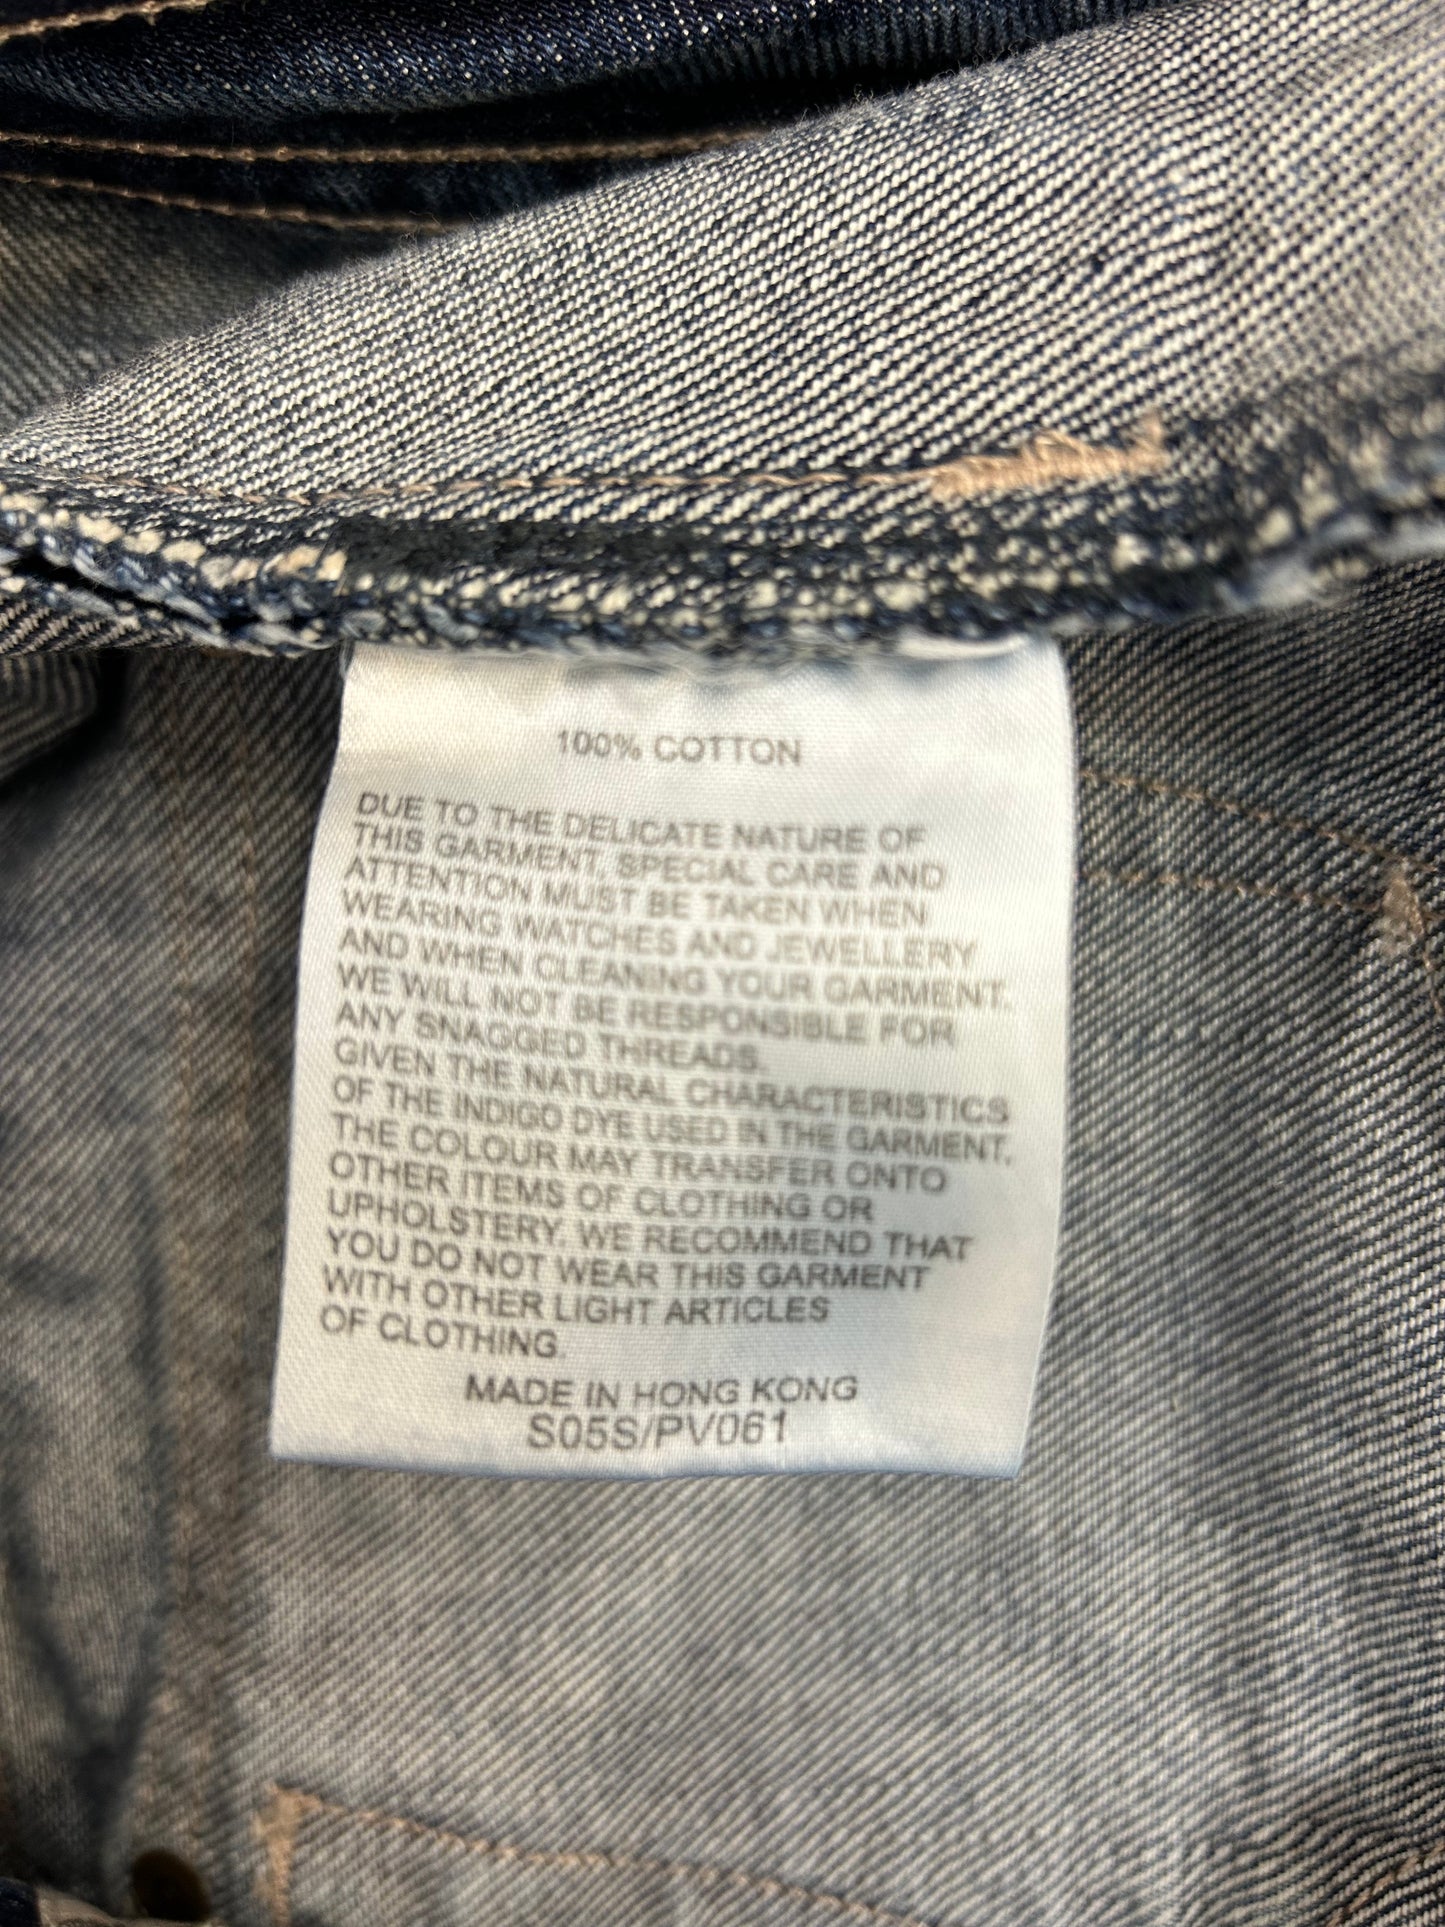 100% COTTON
DUE TO THE DELICATE NATURE OF
THIS GARMENT, SPECIAL CARE AND
ATTENTION MUST BE TAKEN WHEN
WEARING WATCHES AND JEWELLERY
AND WHEN CLEANING YOUR GARMENT.
WE WILL NOT BE RESPONSIBLE FOR
ANY SNAGGED THREADS.
GIVEN THE NATURAL CHARACTERISTICS
OF THE INDIGO DYE USED IN THE GARMENT,
THE COLOUR MAY TRANSFER ONTO
OTHER ITEMS OF CLOTHING OR
UPHOLSTERY. WE RECOMMEND THAT
YOU DO NOT WEAR THIS GARMENT
WITH OTHER LIGHT ARTICLES
OF CLOTHING.
MADE IN HONG KONG
S05S/PV061